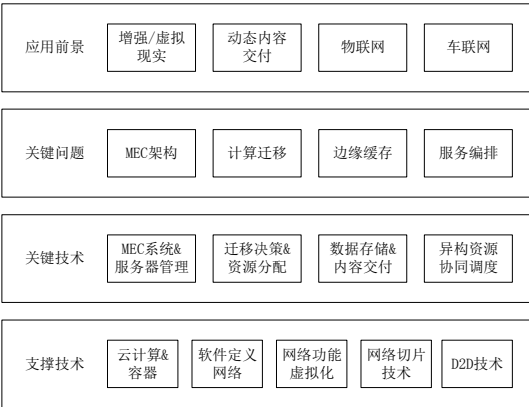 应用前景
增强/虚拟
现实
动态内容
交付
物联网
车联网
关键问题
MEC架构
计算迁移
边缘缓存
服务编排
关键技术
MEC系统&
服务器管理
迁移决策&
资源分配
数据存储&
内容交付
异构资源
协同调度
支撑技术
云计算&
容器
软件定义
网络
网络功能
虚拟化
网络切片
技术
D2D技术